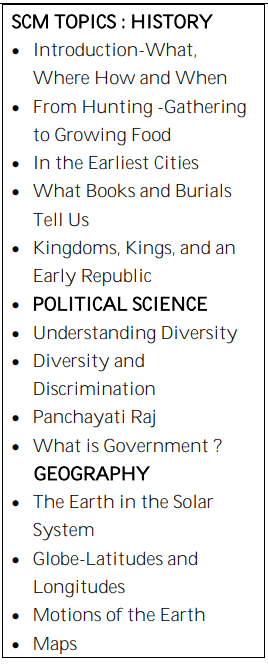 SCM TOPICS : HISTORY
• Introduction-What,
Where How and When
• From Hunting -Gathering
to Growing Food
• In the Earliest Cities
• What Books and Burials
Tell Us
• Kingdoms, Kings, and an
Early Republic
• POLITICAL SCIENCE
• Understanding Diversity
• Diversity and
Discrimination
• Panchayati Raj
• What is Government ?
GEOGRAPHY
• The Earth in the Solar
System
• Globe-Latitudes and
Longitudes
• Motions of the Earth
• Maps